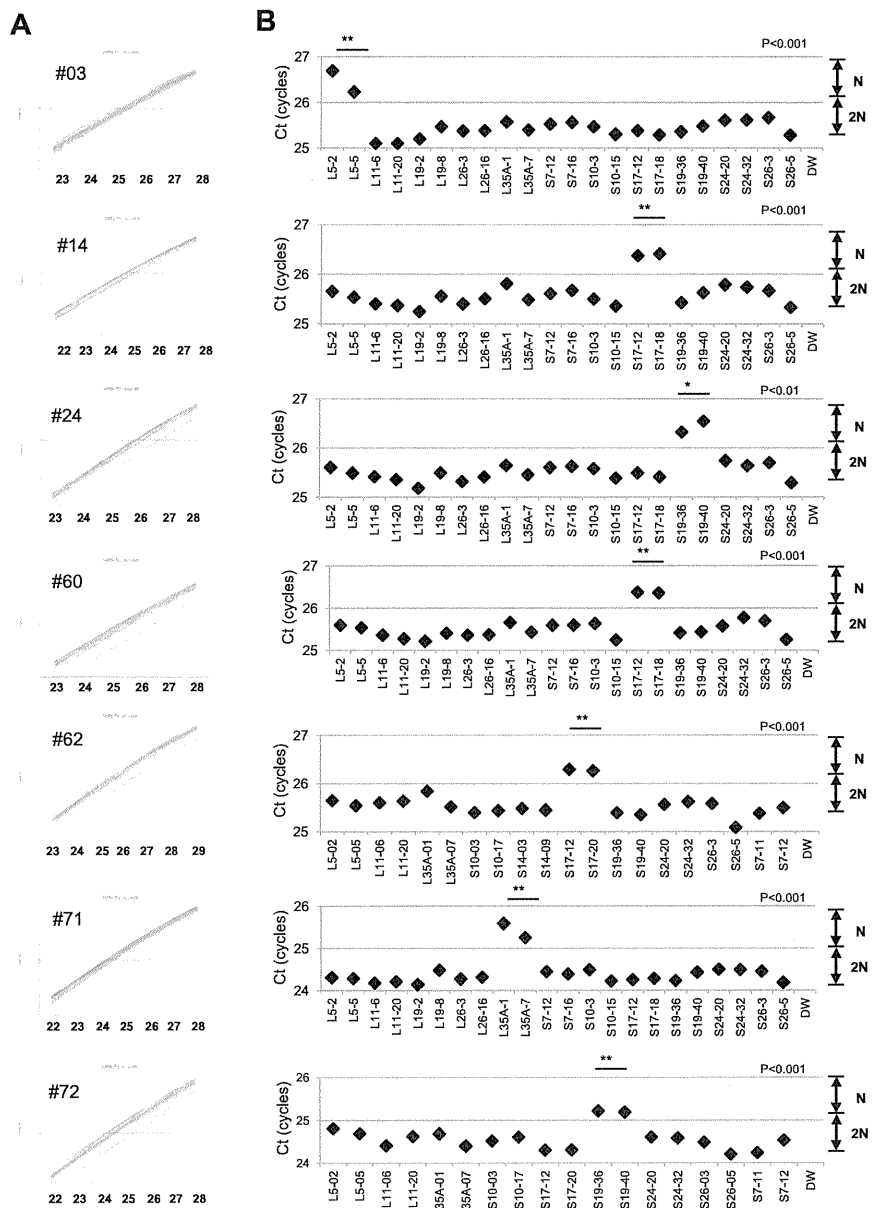 A
B
#03
23 24 25 26 27 28
** P<0.001
Ct (cycles)
27
26
25
N
2N
L5-2 L5-5 L11-6 L11-20 L19-2 L19-8 L26-3 L26-16 L35A-1 L35A-7 S7-12 S7-16 S10-3 S10-15 S17-12 S17-18 S19-36 S19-40 S24-20 S24-32 S26-3 S26-5 DW
#14
22 23 24 25 26 27 28
** P<0.001
Ct (cycles)
27
26
25
N
2N
L5-2 L5-5 L11-6 L11-20 L19-2 L19-8 L26-3 L26-16 L35A-1 L35A-7 S7-12 S7-16 S10-3 S10-15 S17-12 S17-18 S19-36 S19-40 S24-20 S24-32 S26-3 S26-5 DW
#24
23 24 25 26 27 28
* P<0.01
Ct (cycles)
27
26
25
N
2N
L5-2 L5-5 L11-6 L11-20 L19-2 L19-8 L26-3 L26-16 L35A-1 L35A-7 S7-12 S7-16 S10-3 S10-15 S17-12 S17-18 S19-36 S19-40 S24-20 S24-32 S26-3 S26-5 DW
#60
23 24 25 26 27 28
** P<0.001
Ct (cycles)
27
26
25
N
2N
L5-2 L5-5 L11-6 L11-20 L19-2 L19-8 L26-3 L26-16 L35A-1 L35A-7 S7-12 S7-16 S10-3 S10-15 S17-12 S17-18 S19-36 S19-40 S24-20 S24-32 S26-3 S26-5 DW
#62
23 24 25 26 27 28 29
** P<0.001
Ct (cycles)
27
26
25
N
2N
L5-02 L5-05 L11-06 L11-20 L35A-01 L35A-07 S10-03 S10-17 S14-03 S14-09 S17-12 S17-20 S19-36 S19-40 S24-20 S24-32 S26-3 S26-5 S7-11 S7-12 DW
#71
22 23 24 25 26 27 28
** P<0.001
Ct (cycles)
26
25
24
N
2N
L5-2 L5-5 L11-6 L11-20 L19-2 L19-8 L26-3 L26-16 L35A-1 L35A-7 S7-12 S7-16 S10-3 S10-15 S17-12 S17-18 S19-36 S19-40 S24-20 S24-32 S26-3 S26-5 DW
#72
22 23 24 25 26 27 28
** P<0.001
Ct (cycles)
26
25
24
N
2N
L5-02 L5-05 L11-06 L11-20 35A-01 35A-07 S10-03 S10-17 S17-12 S17-20 S19-36 S19-40 S24-20 S24-32 S26-03 S26-05 S7-11 S7-12 DW